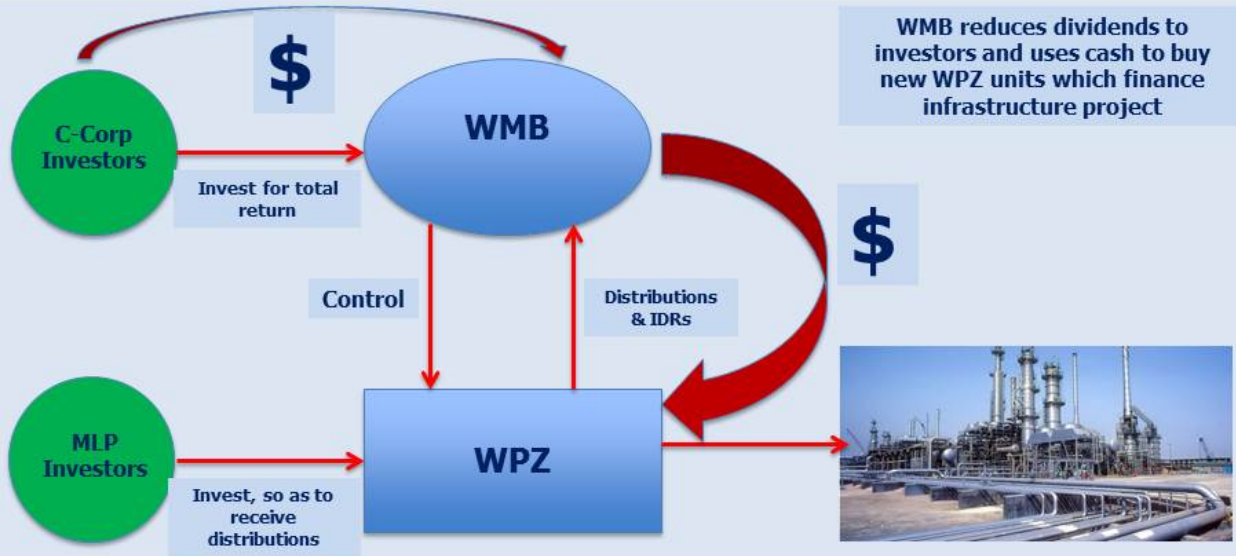 $
WMB reduces dividends to
investors and uses cash to buy
new WPZ units which finance
infrastructure project
C-Corp
Investors
WMB
Invest for total
return
$
Control
Distributions
& IDRs
MLP
Investors
WPZ
Invest, so as to
receive
distributions